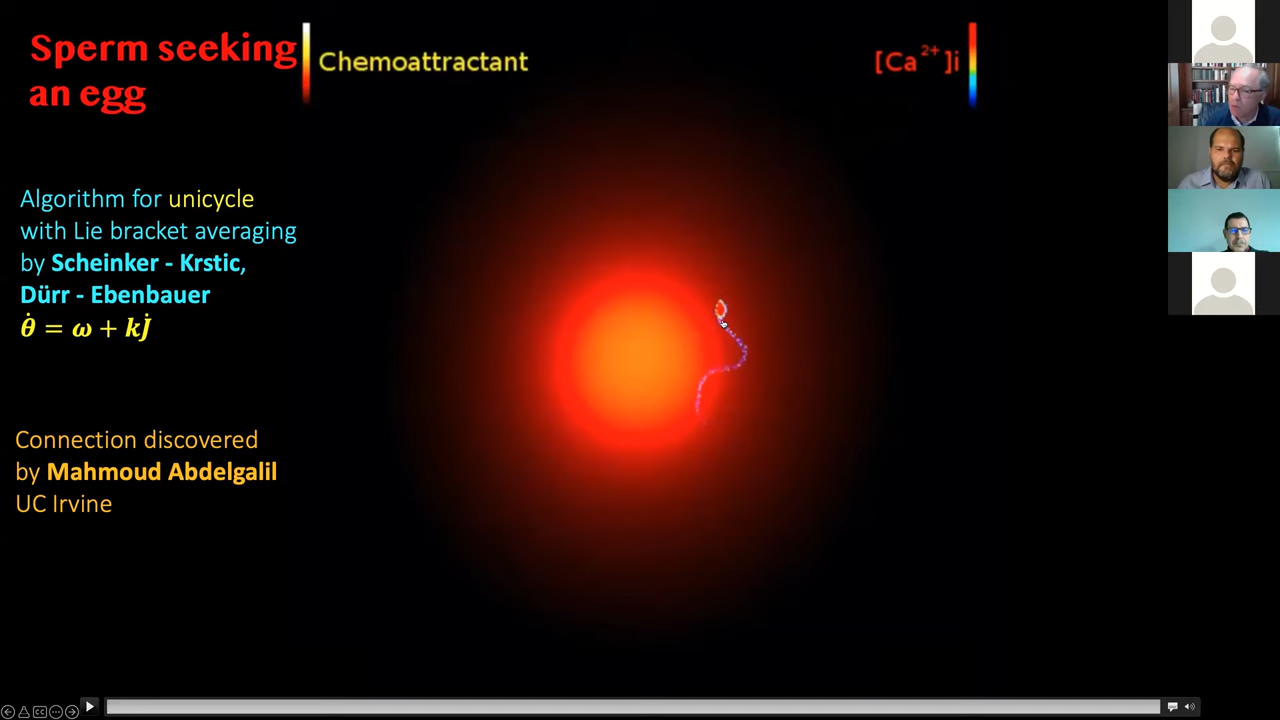 Sperm seeking
an egg
Chemoattractant
[Ca²⁺]i
Algorithm for unicycle
with Lie bracket averaging
by Scheinker - Krstic,
Dürr - Ebenbauer
θ̇ = ω + kJ̇
Connection discovered
by Mahmoud Abdelgalil
UC Irvine